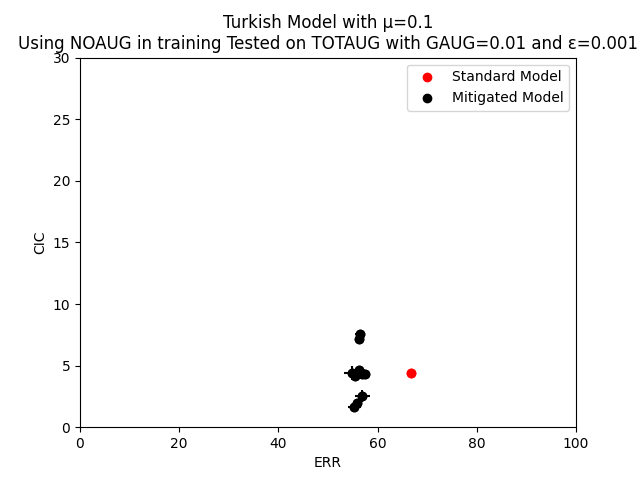 Turkish Model with μ=0.1
Using NOAUG in training Tested on TOTAUG with GAUG=0.01 and ε=0.001
30
25
20
15
10
5
0
CIC
Standard Model
Mitigated Model
0 20 40 60 80 100
ERR